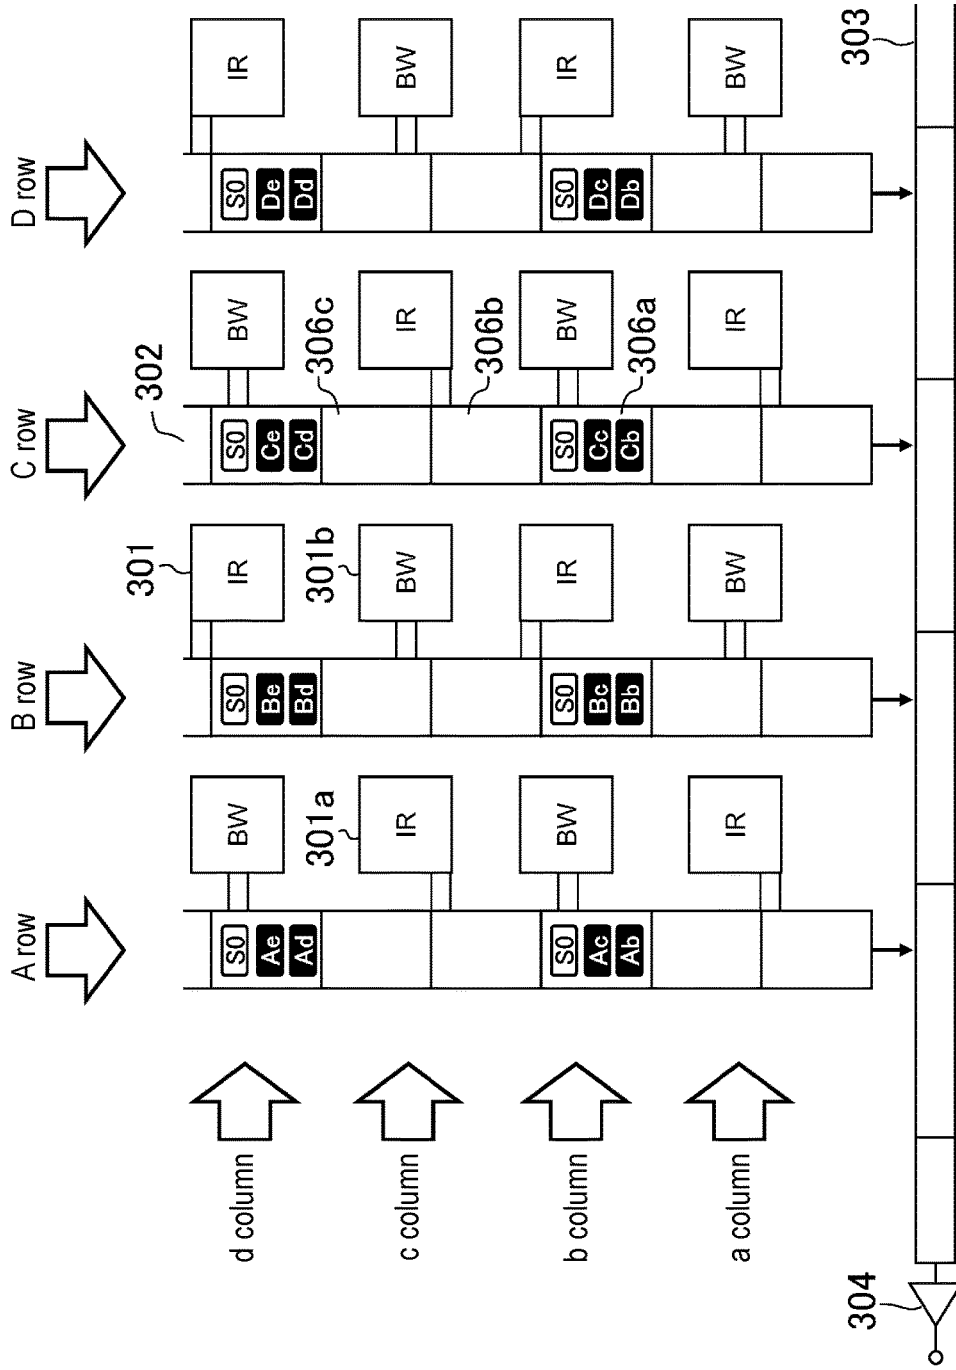 A row
B row
C row
D row
301
302
d column
S0
Ae
Ad
BW
S0
Be
Bd
IR
S0
Ce
Cd
BW
S0
De
Dd
IR
301a
301b
306c
c column
IR
BW
IR
BW
306b
b column
S0
Ac
Ab
BW
S0
Bc
Bb
IR
S0
Cc
Cb
BW
S0
Dc
Db
IR
306a
a column
IR
BW
IR
BW
304
303